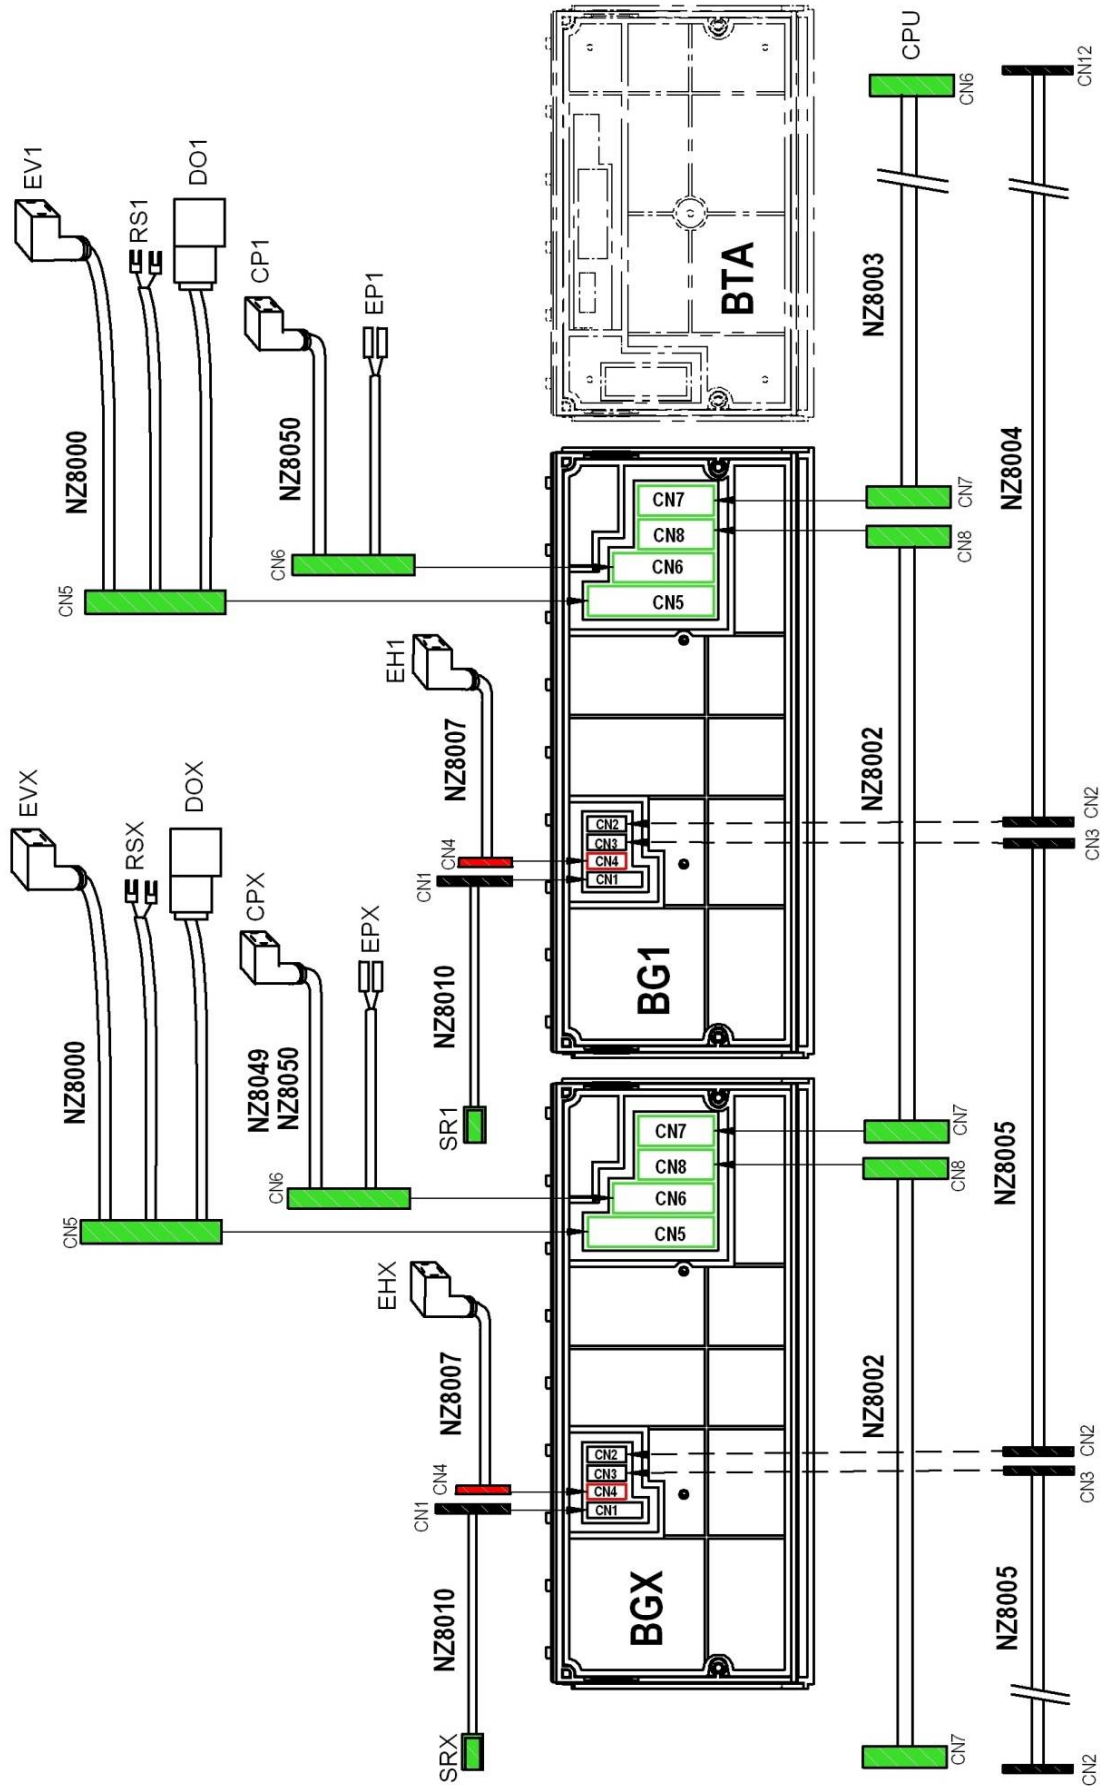 EV1
RS1
DO1
NZ8000
CN5
CP1
EP1
NZ8050
CN6
EH1
NZ8007
CN4
CN1
NZ8010
SR1
EVX
RSX
DOX
NZ8000
CN5
CPX
EPX
NZ8049
NZ8050
CN6
EHX
NZ8007
CN4
CN1
NZ8010
SRX
BTA
BG1
CN7
CN8
CN6
CN5
CN2
CN3
CN4
CN1
BGX
CN7
CN8
CN6
CN5
CN2
CN3
CN4
CN1
CPU
CN6
NZ8003
CN7
CN8
NZ8002
CN7
CN8
NZ8002
CN7
CN12
NZ8004
CN2
CN3
NZ8005
CN2
CN3
NZ8005
CN2